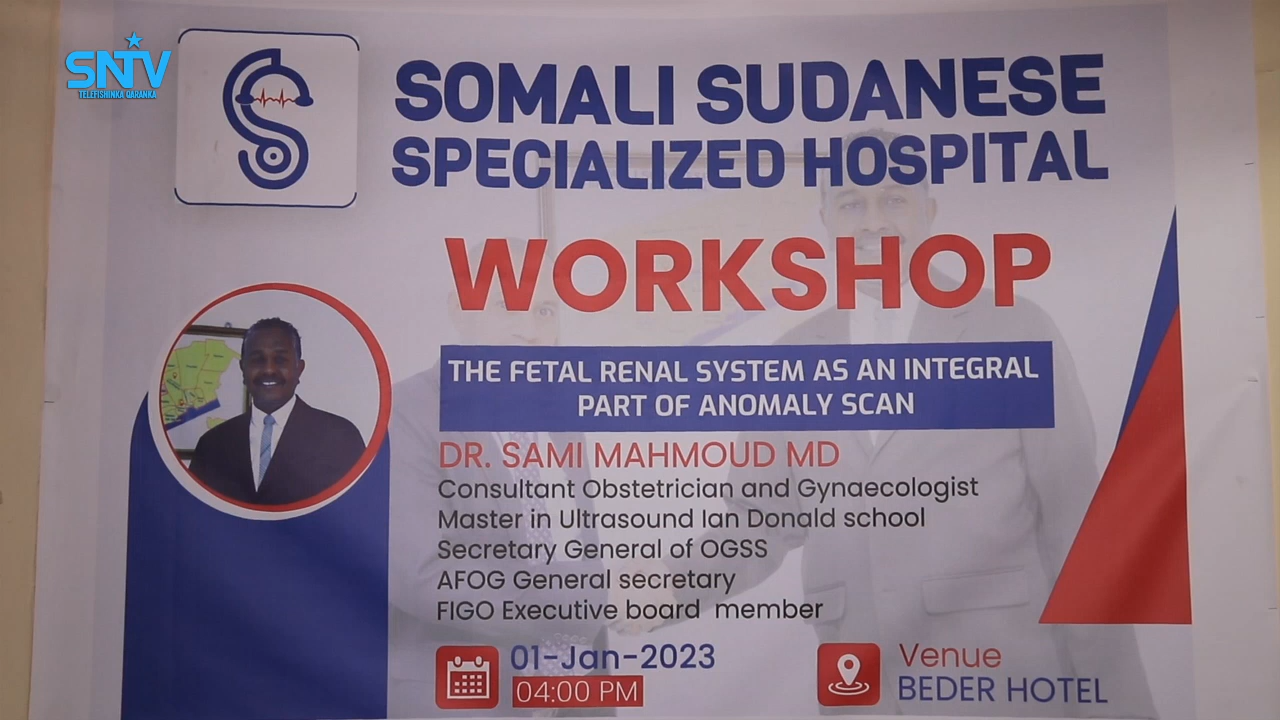 SNTV
TELEFISHINKA QARANKA
SOMALI SUDANESE
SPECIALIZED HOSPITAL
WORKSHOP
THE FETAL RENAL SYSTEM AS AN INTEGRAL
PART OF ANOMALY SCAN
DR. SAMI MAHMOUD MD
Consultant Obstetrician and Gynaecologist
Master in Ultrasound Ian Donald school
Secretary General of OGSS
AFOG General secretary
FIGO Executive board member
01-Jan-2023
04:00 PM
Venue
BEDER HOTEL